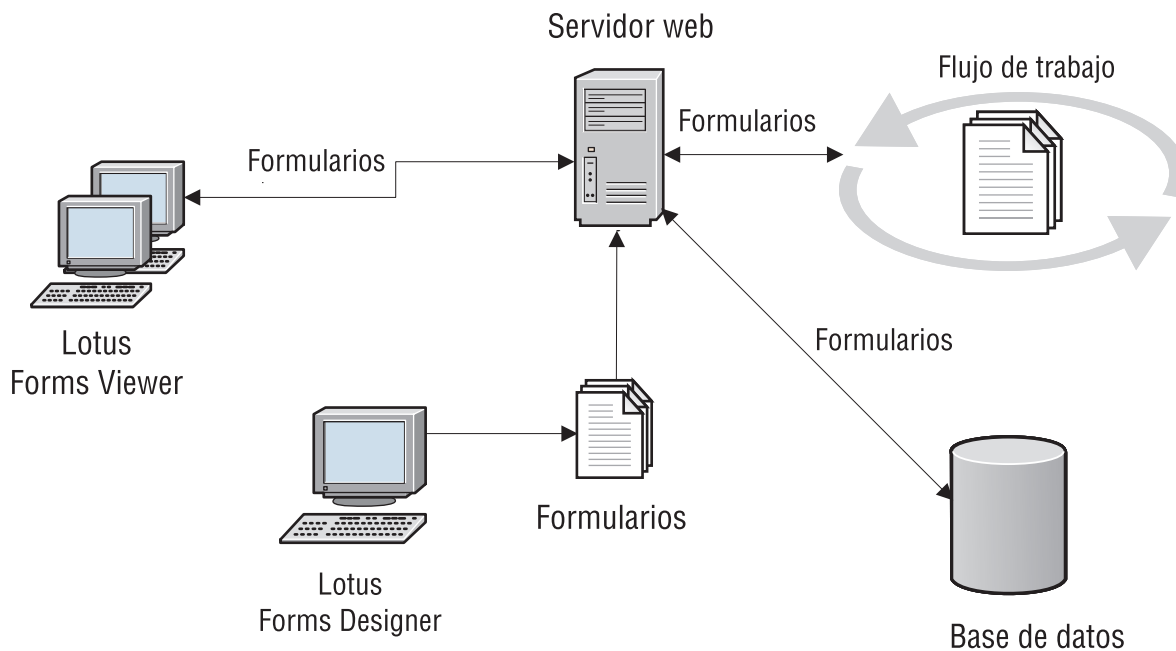 Servidor web
Flujo de trabajo
Formularios
Formularios
Lotus
Forms Viewer
Formularios
Formularios
Lotus
Forms Designer
Base de datos